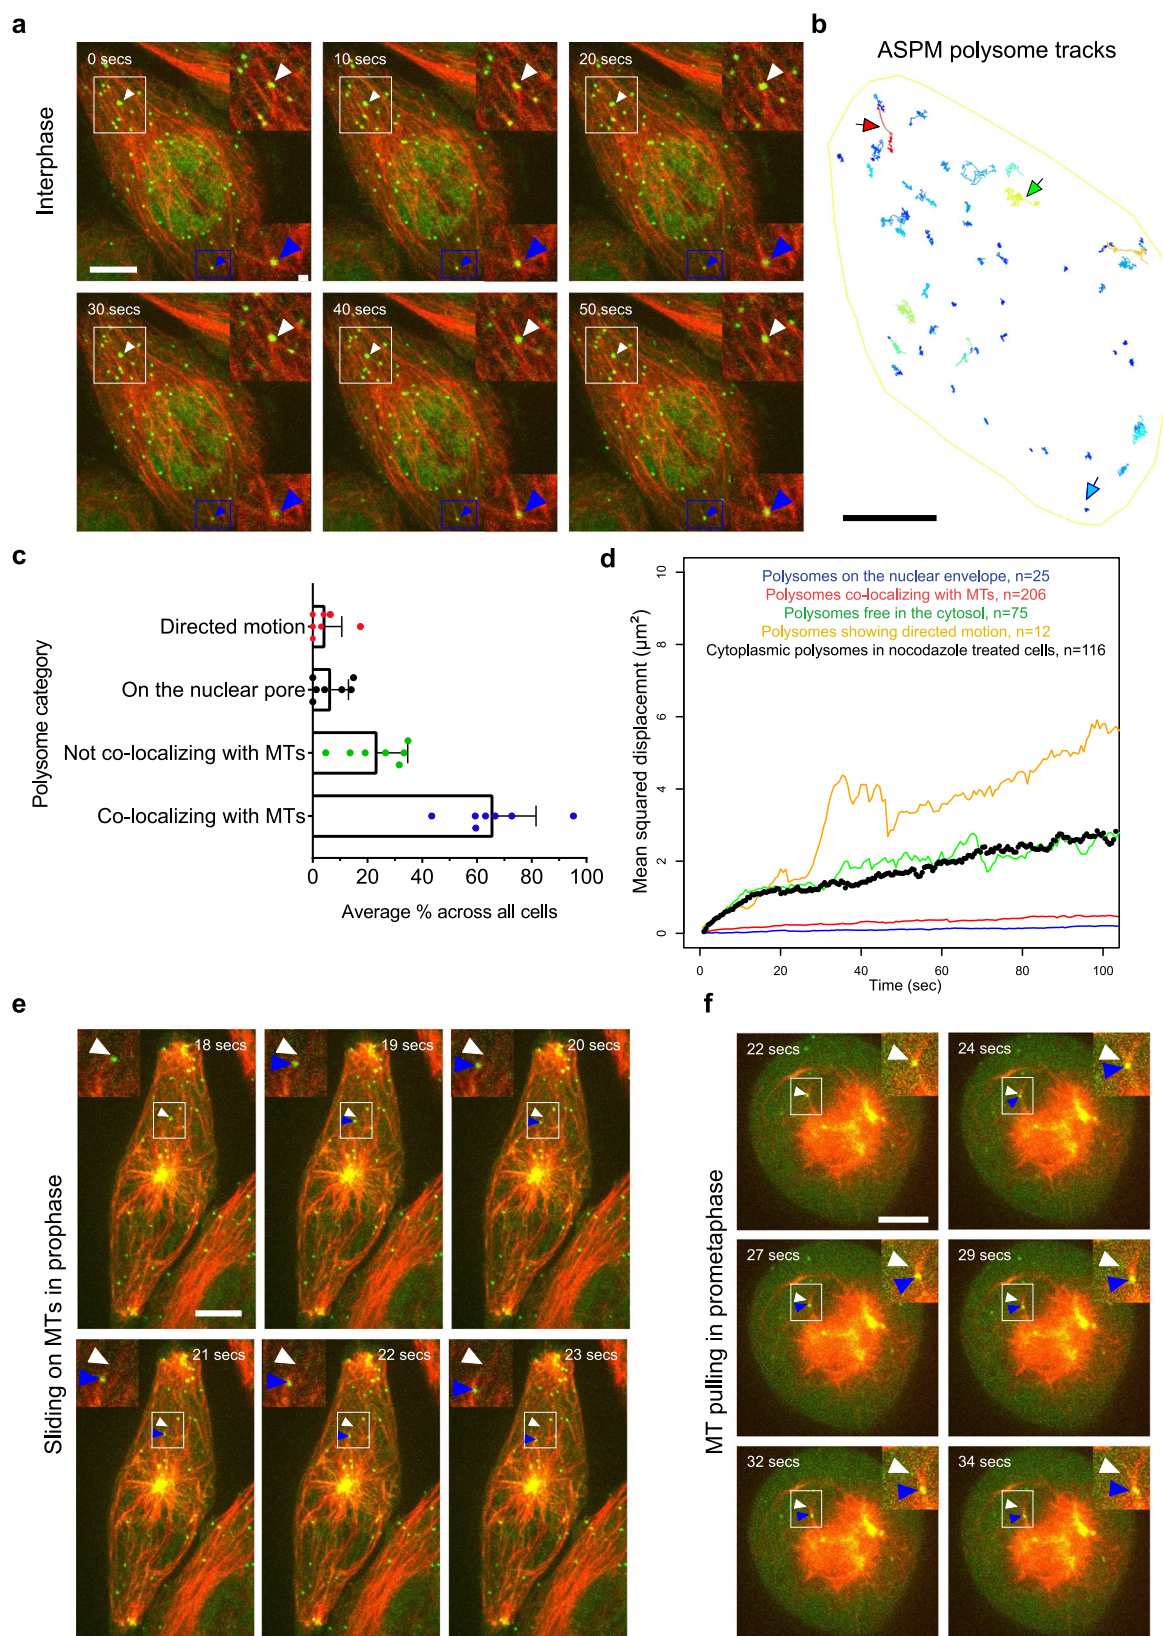 a
Interphase
0 secs
10 secs
20 secs
30 secs
40 secs
50 secs
b
ASPM polysome tracks
c
Polysome category
Directed motion
On the nuclear pore
Not co-localizing with MTs
Co-localizing with MTs
0 20 40 60 80 100
Average % across all cells
d
Mean squared displacemnt (µm²)
10
8
6
4
2
0
Polysomes on the nuclear envelope, n=25
Polysomes co-localizing with MTs, n=206
Polysomes free in the cytosol, n=75
Polysomes showing directed motion, n=12
Cytoplasmic polysomes in nocodazole treated cells, n=116
0 20 40 60 80 100
Time (sec)
e
Sliding on MTs in prophase
18 secs
19 secs
20 secs
21 secs
22 secs
23 secs
f
MT pulling in prometaphase
22 secs
24 secs
27 secs
29 secs
32 secs
34 secs